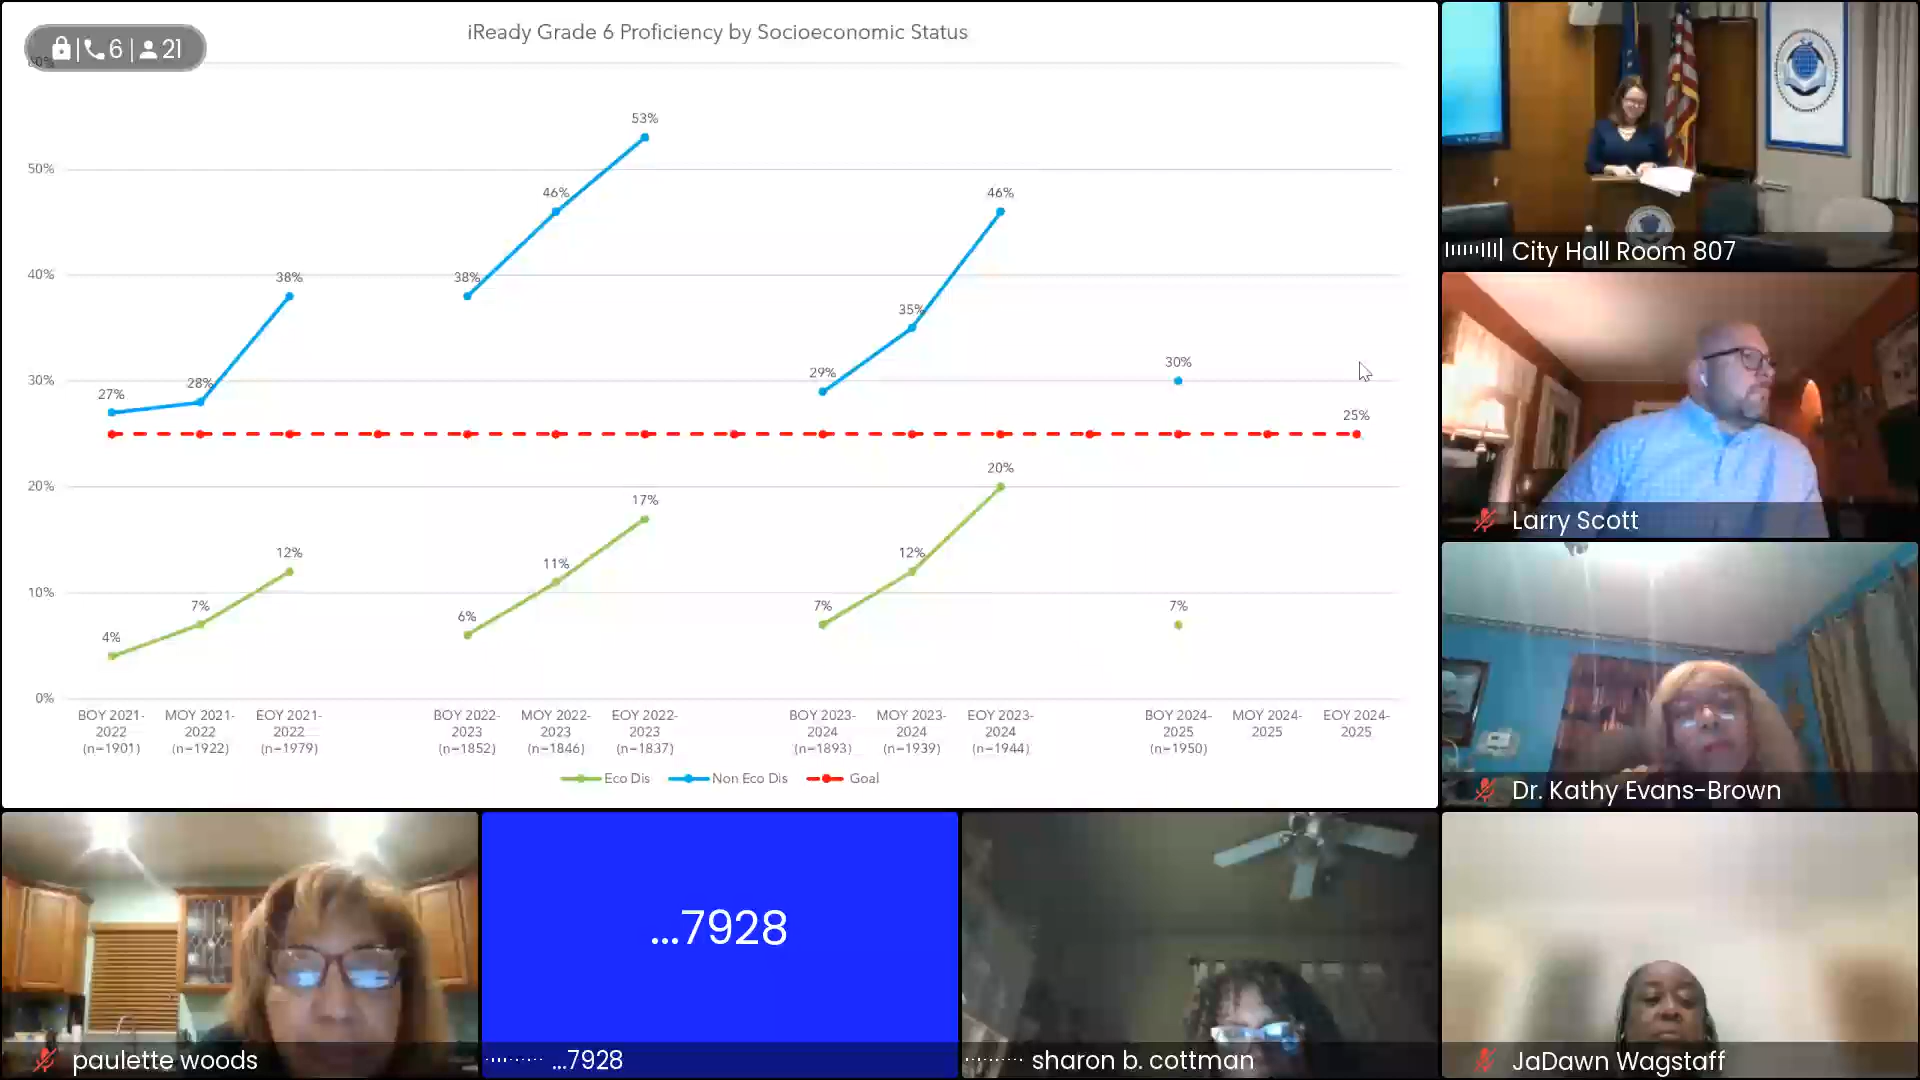 iReady Grade 6 Proficiency by Socioeconomic Status
6
21
60%
50%
40%
30%
20%
10%
0%
27%
28%
38%
38%
46%
53%
29%
35%
46%
30%
25%
4%
7%
12%
6%
11%
17%
7%
12%
20%
7%
BOY 2021-
2022
(n=1901)
MOY 2021-
2022
(n=1922)
EOY 2021-
2022
(n=1979)
BOY 2022-
2023
(n=1852)
MOY 2022-
2023
(n=1846)
EOY 2022-
2023
(n=1837)
BOY 2023-
2024
(n=1893)
MOY 2023-
2024
(n=1939)
EOY 2023-
2024
(n=1944)
BOY 2024-
2025
(n=1950)
MOY 2024-
2025
EOY 2024-
2025
Eco Dis
Non Eco Dis
Goal
City Hall Room 807
Larry Scott
Dr. Kathy Evans-Brown
paulette woods
...7928
...7928
sharon b. cottman
JaDawn Wagstaff